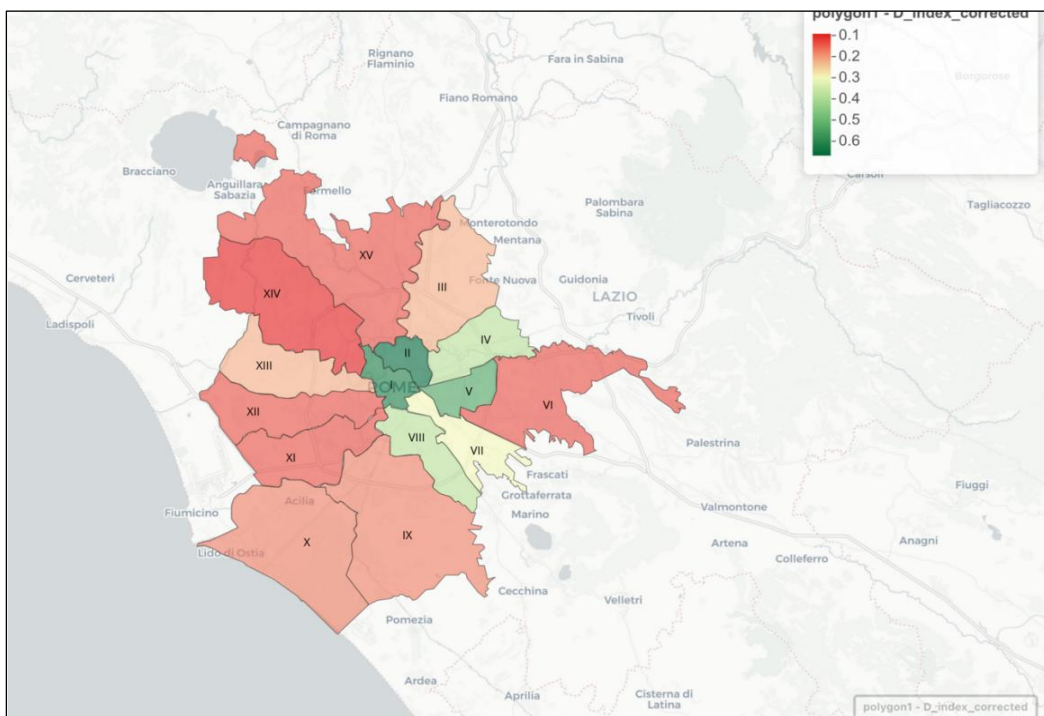 polygon1 - D_index_corrected
0.1
0.2
0.3
0.4
0.5
0.6
Borgorose
Rignano
Flaminio
Fara in Sabina
Fiano Romano
Campagnano
di Roma
Bracciano
Anguillara
Sabazia
Formello
Carsoli
Palombara
Sabina
Tagliacozzo
Monterotondo
Mentana
XV
Cerveteri
Fonte Nuova
Guidonia
III
XIV
LAZIO
Ladispoli
Tivoli
IV
II
XIII
I
ROME
V
VI
XII
VIII
VII
Palestrina
XI
Frascati
Fiuggi
Grottaferrata
Acilia
Fiumicino
Marino
Valmontone
IX
X
Artena
Anagni
Lido di Ostia
Colleferro
Cecchina
Velletri
Pomezia
Ardea
Aprilia
Cisterna di
Latina
polygon1 - D_index_corrected